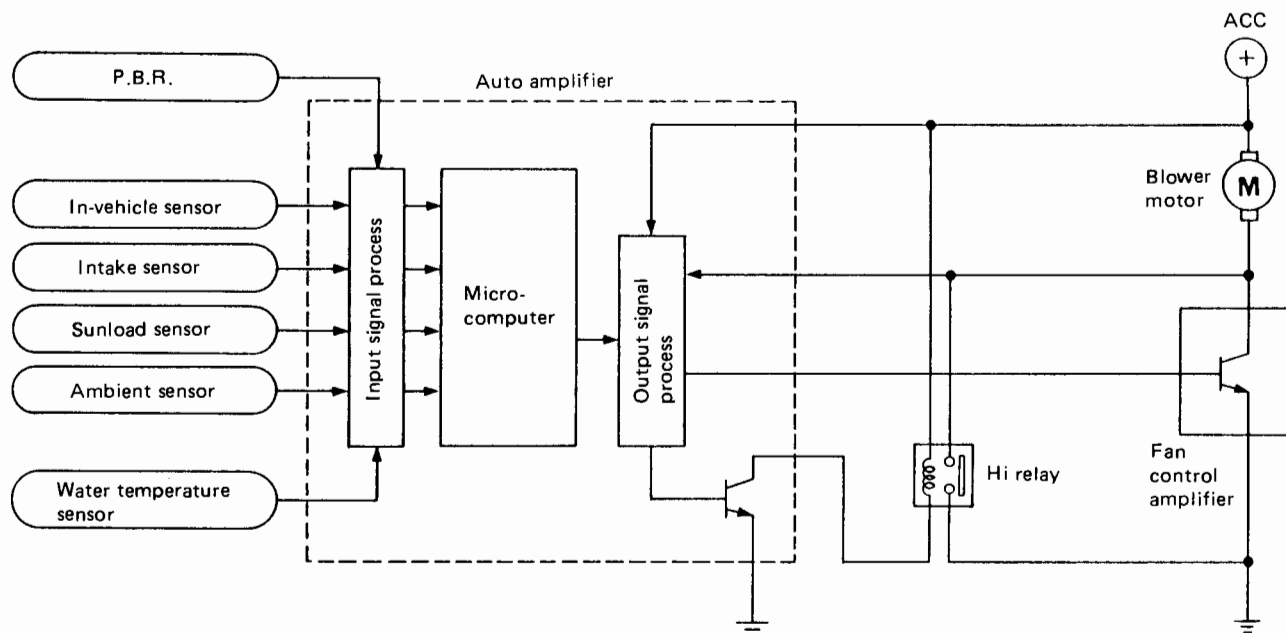 ACC
+
P.B.R.
Auto amplifier
In-vehicle sensor
Intake sensor
Sunload sensor
Ambient sensor
Water temperature
sensor
Input signal process
Micro-
computer
Output signal
process
Blower
motor
M
Hi relay
Fan
control
amplifier